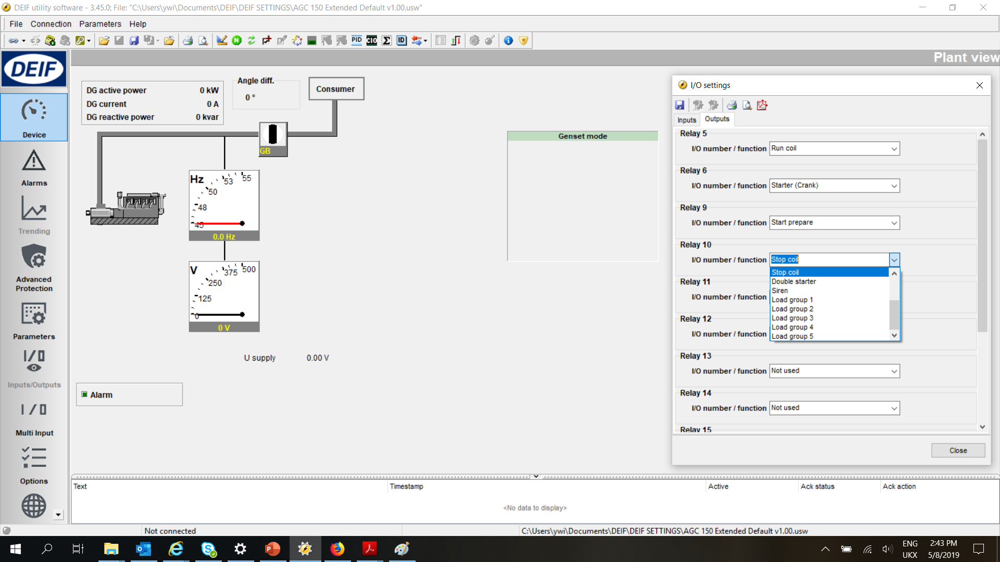 DEIF utility software - 3.45.0; File: "C:\Users\ywi\Documents\DEIF\DEIF SETTINGS\AGC 150 Extended Default v1.00.usw"
File Connection Parameters Help
PID CIO Σ ID
DEIF
Plant view
Device
Alarms
Trending
Advanced
Protection
Parameters
I/O
Inputs/Outputs
I/O
Multi Input
Options
DG active power 0 kW
DG current 0 A
DG reactive power 0 kvar
Angle diff.
0 °
Consumer
GB
Hz
45
48
50
53
55
0.0 Hz
V
0
125
250
375
500
0 V
U supply 0.00 V
Alarm
Genset mode
I/O settings
Inputs Outputs
Relay 5
I/O number / function Run coil
Relay 6
I/O number / function Starter (Crank)
Relay 9
I/O number / function Start prepare
Relay 10
I/O number / function Stop coil
Stop coil
Double starter
Siren
Load group 1
Load group 2
Load group 3
Load group 4
Load group 5
Relay 11
I/O number / function
Relay 12
I/O number / function
Relay 13
I/O number / function Not used
Relay 14
I/O number / function Not used
Relay 15
Close
Text Timestamp Active Ack status Ack action
<No data to display>
Not connected C:\Users\ywi\Documents\DEIF\DEIF SETTINGS\AGC 150 Extended Default v1.00.usw
ENG
UKX
2:43 PM
5/8/2019